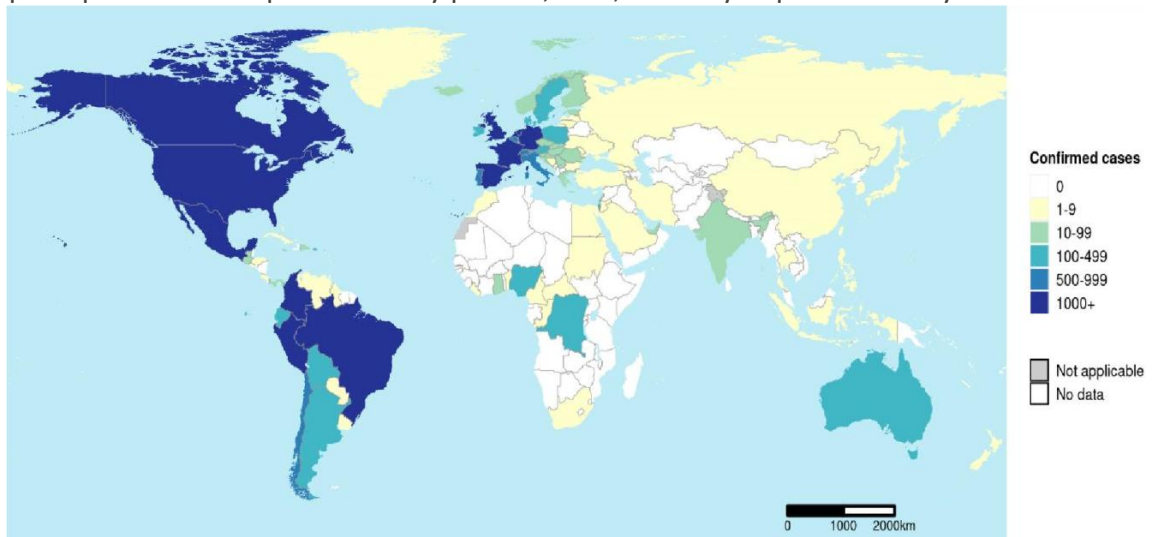 Confirmed cases
0
1-9
10-99
100-499
500-999
1000+
Not applicable
No data
0 1000 2000km